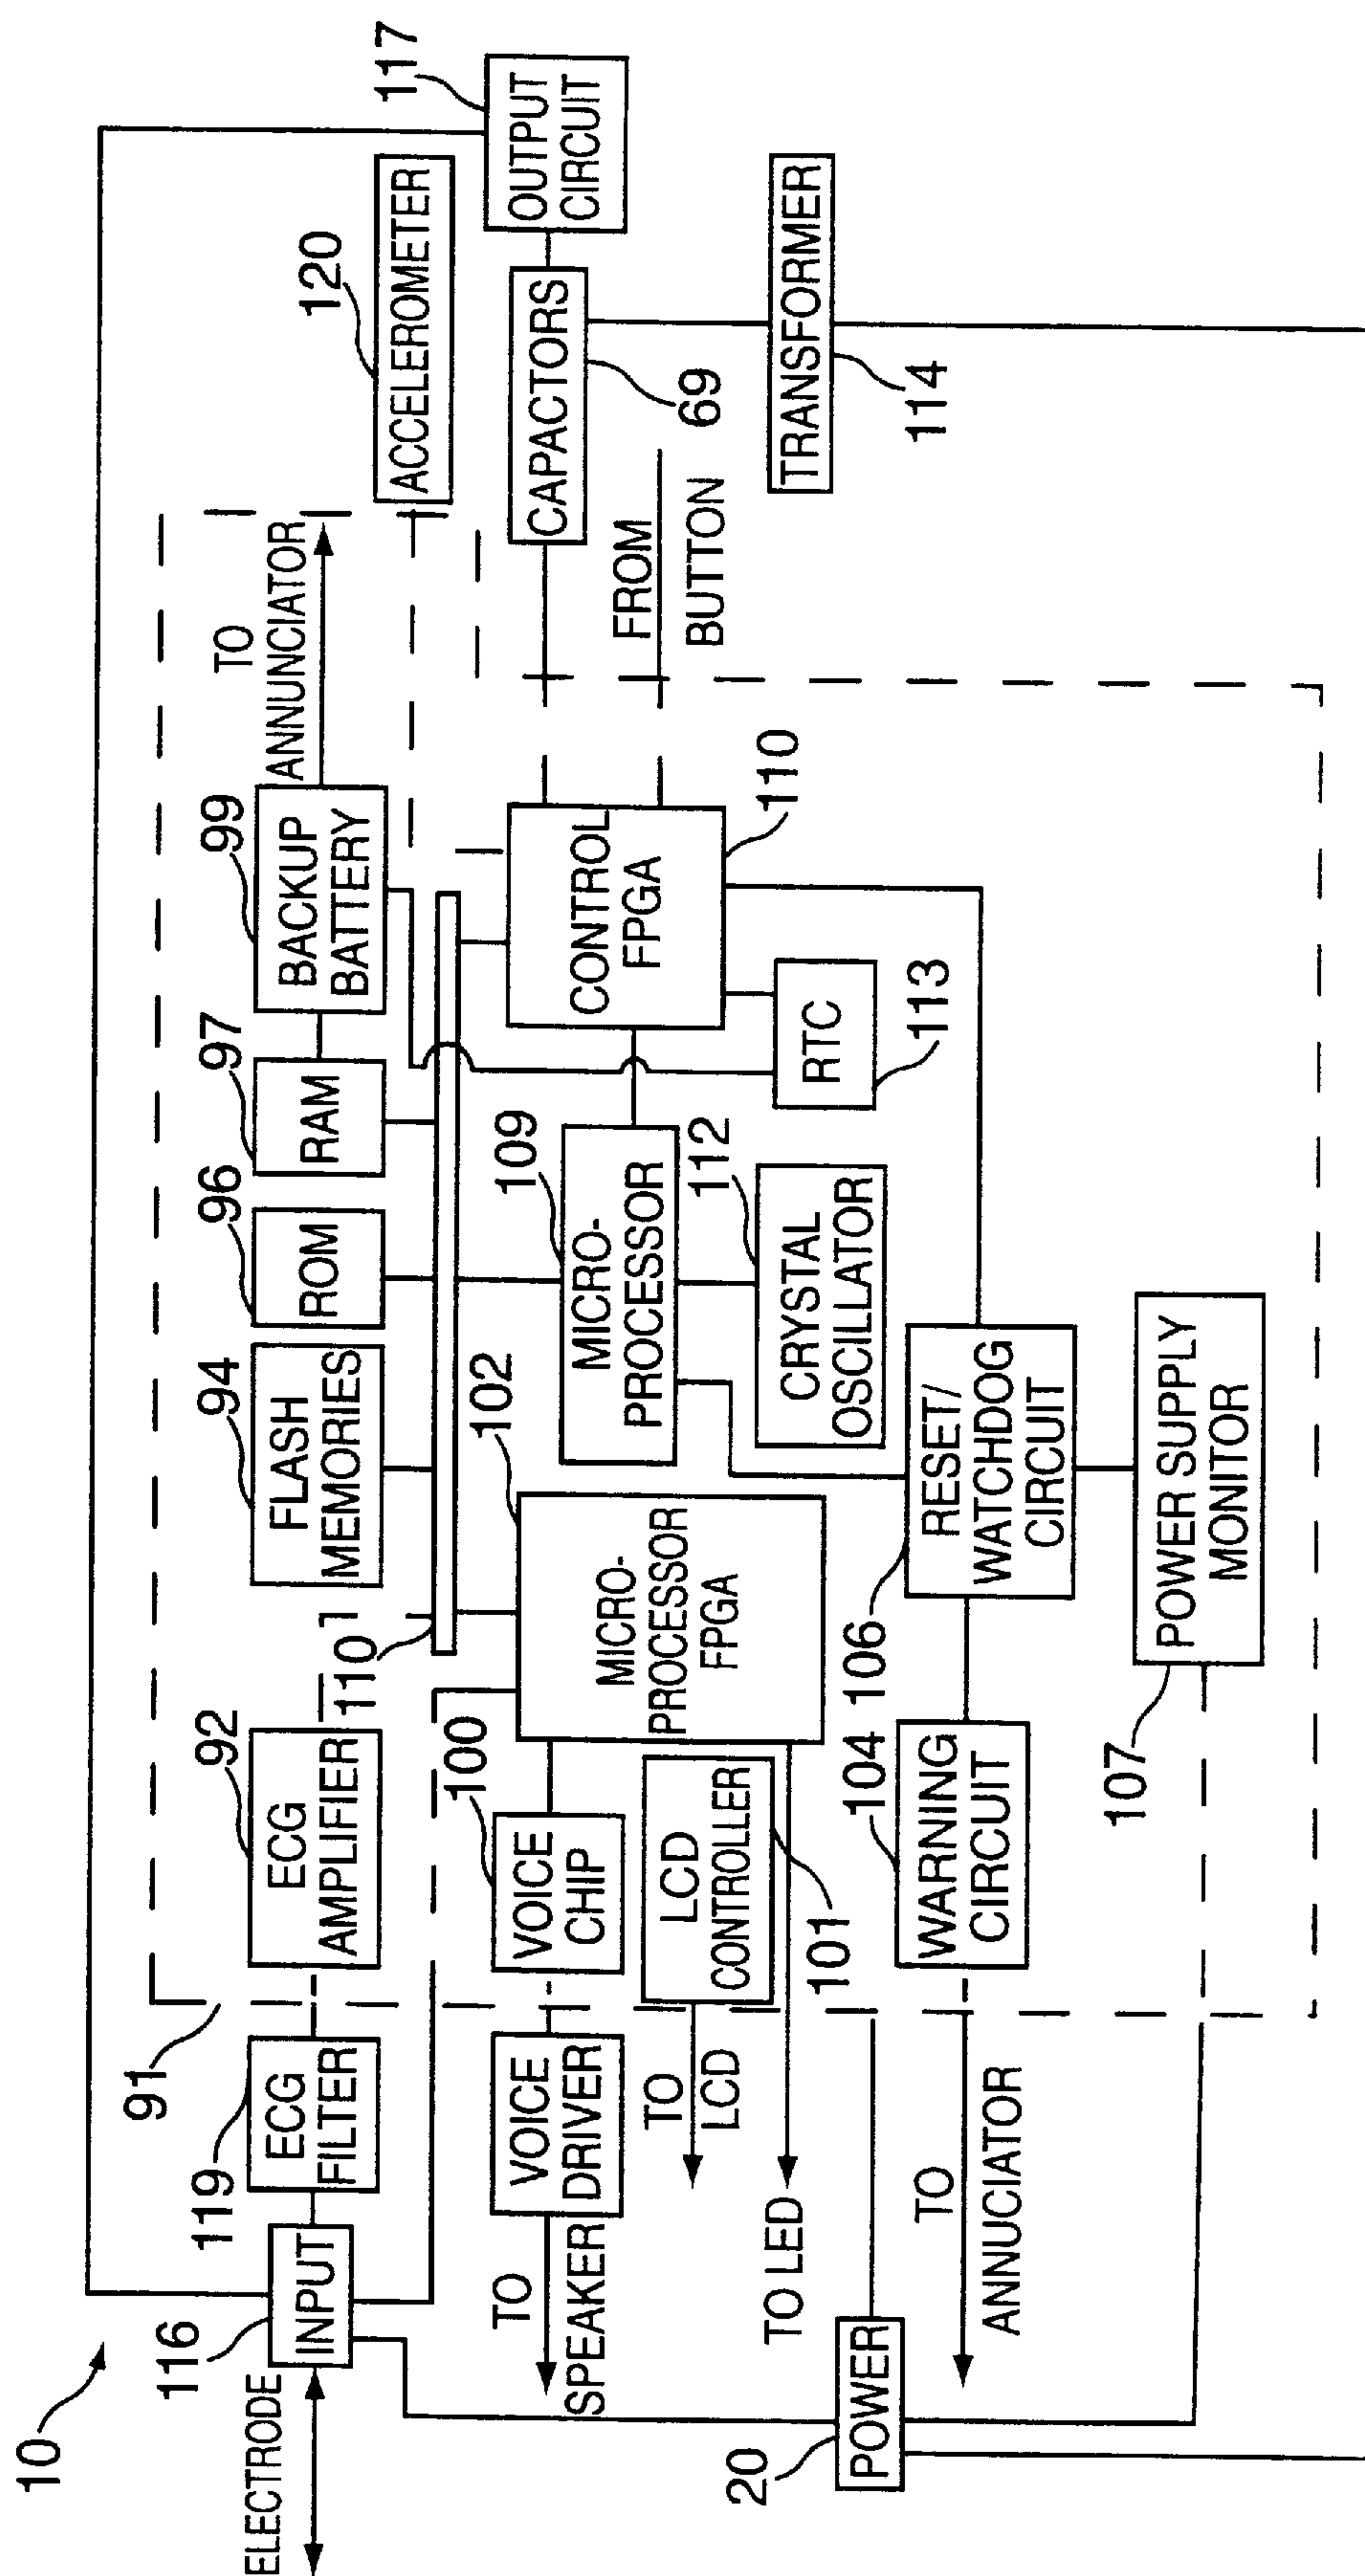 10
ELECTRODE
116
INPUT
119
ECG
FILTER
91
92
ECG
AMPLIFIER
110
94
FLASH
MEMORIES
96
ROM
97
RAM
99
BACKUP
BATTERY
TO
ANNUNCIATOR
120
ACCELEROMETER
117
OUTPUT
CIRCUIT
CAPACTORS
69
FROM
BUTTON
TRANSFORMER
114
TO
SPEAKER
VOICE
DRIVER
100
VOICE
CHIP
102
MICRO-
PROCESSOR
FPGA
109
MICRO-
PROCESSOR
CONTROL
FPGA
110
RTC
113
112
CRYSTAL
OSCILLATOR
TO
LCD
LCD
CONTROLLER
101
TO LED
20
POWER
TO
ANNUCIATOR
104
WARNING
CIRCUIT
106
RESET/
WATCHDOG
CIRCUIT
107
POWER SUPPLY
MONITOR